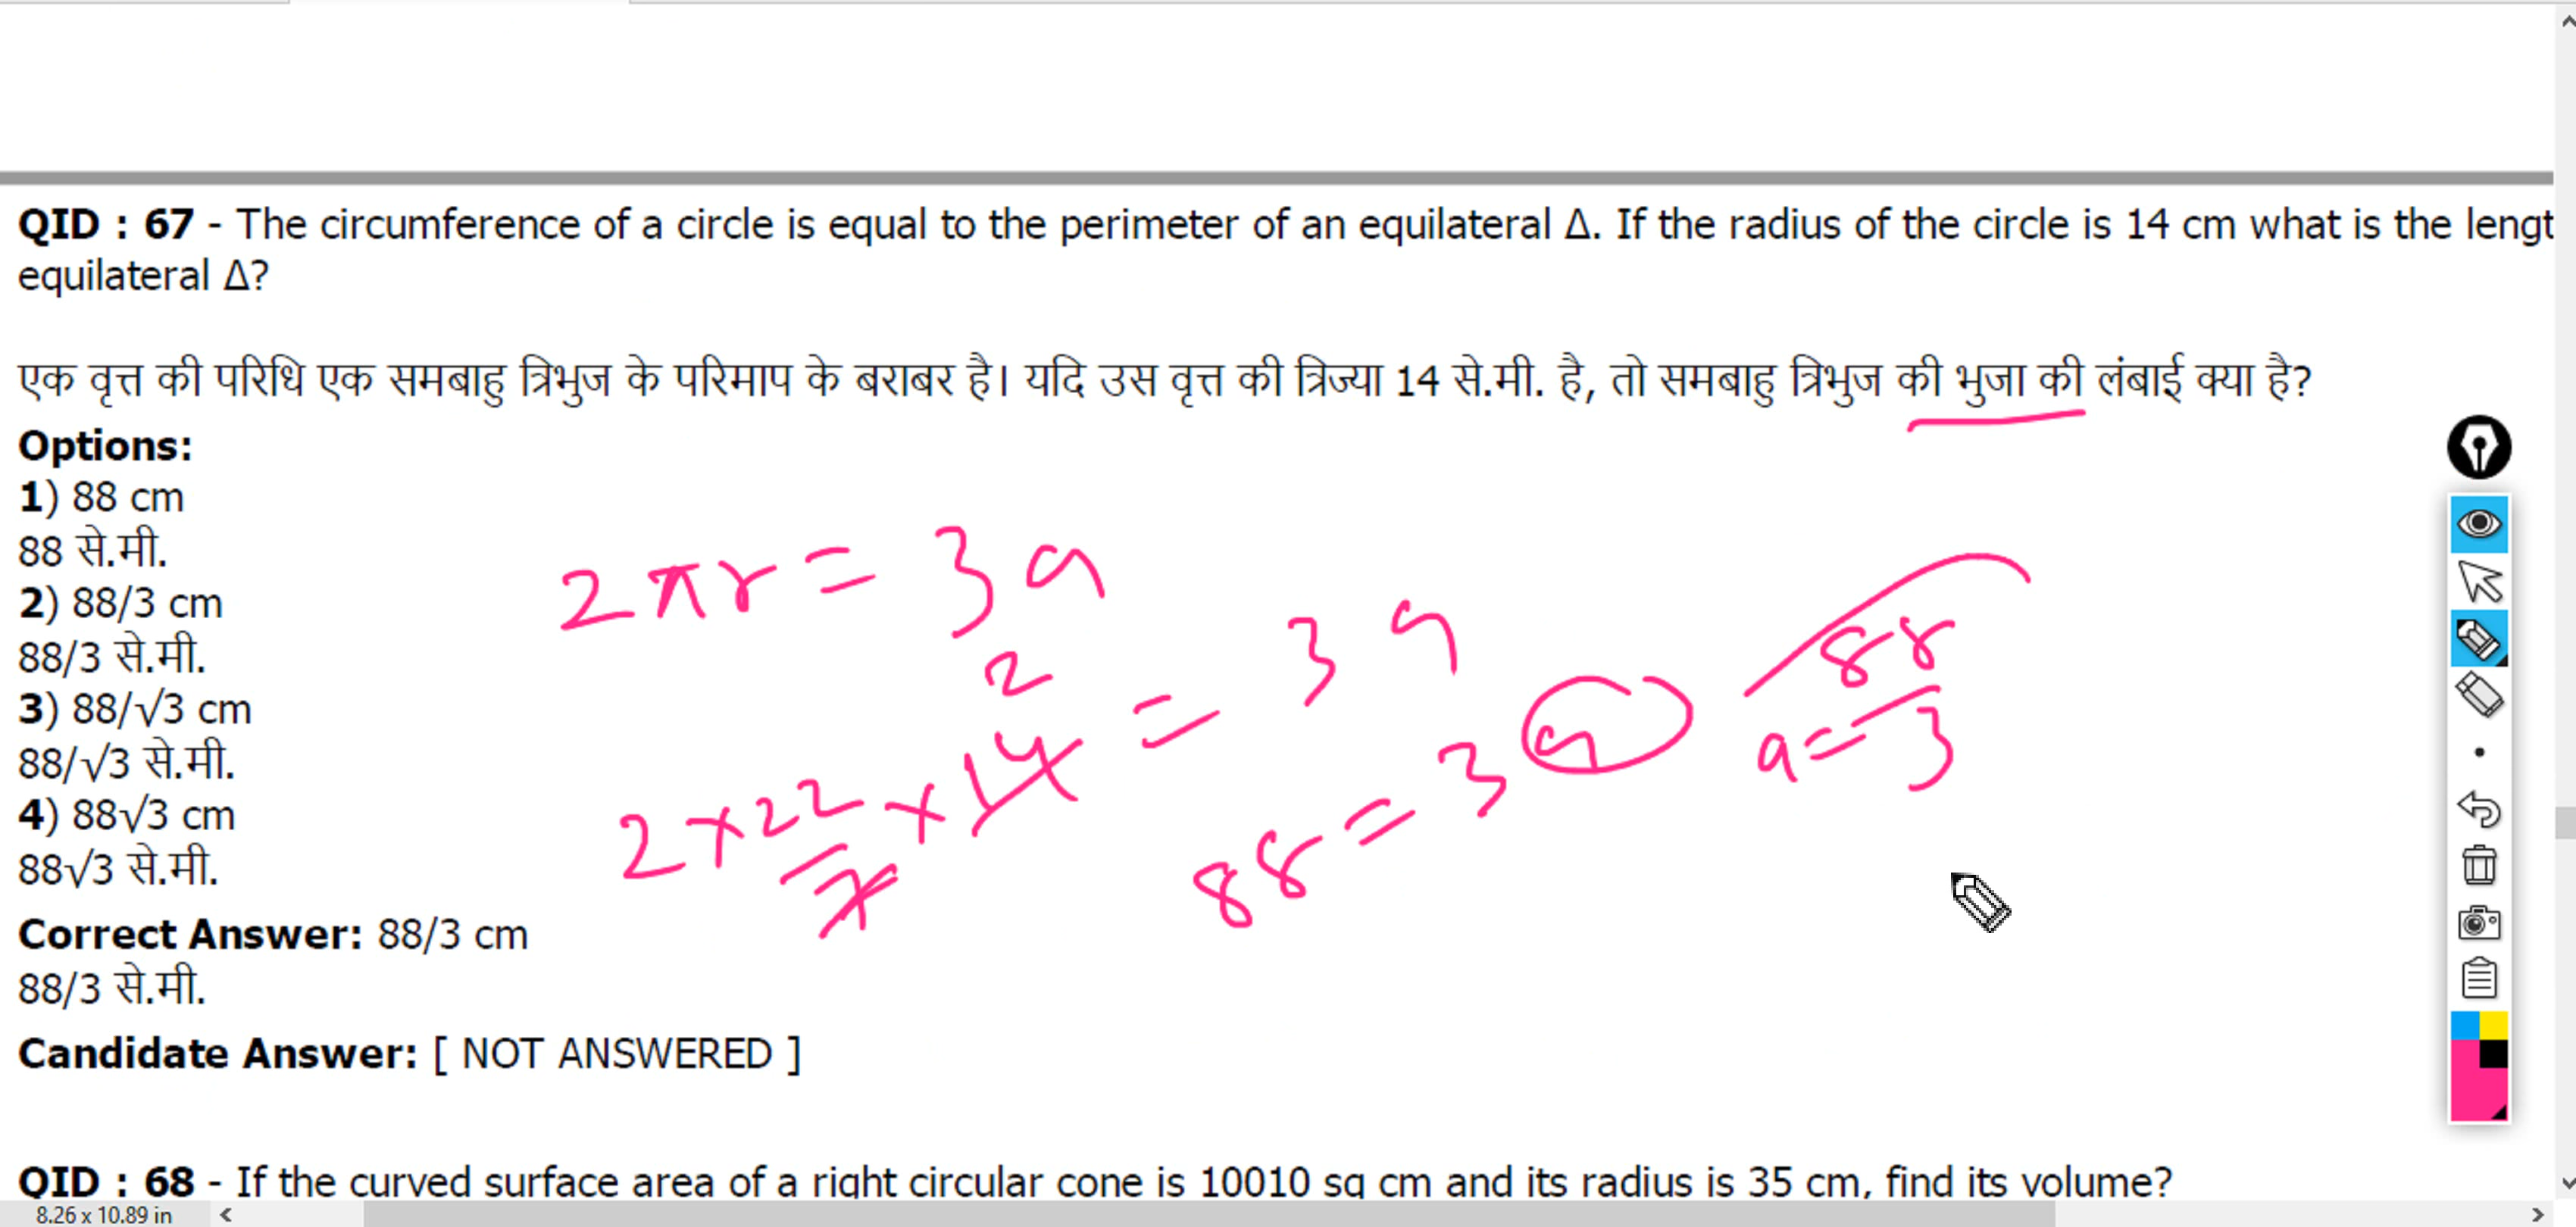 QID : 67 - The circumference of a circle is equal to the perimeter of an equilateral Δ. If the radius of the circle is 14 cm what is the lengt
equilateral Δ?
एक वृत्त की परिधि एक समबाहु त्रिभुज के परिमाप के बराबर है। यदि उस वृत्त की त्रिज्या 14 से.मी. है, तो समबाहु त्रिभुज की भुजा की लंबाई क्या है?
Options:
1) 88 cm
88 से.मी.
2) 88/3 cm
88/3 से.मी.
3) 88/√3 cm
88/√3 से.मी.
4) 88√3 cm
88√3 से.मी.
2πr = 3a
2 × 22/7 × 14 = 3a
2
88 = 3a
a = 88/3
Correct Answer: 88/3 cm
88/3 से.मी.
Candidate Answer: [ NOT ANSWERED ]
QID : 68 - If the curved surface area of a right circular cone is 10010 sq cm and its radius is 35 cm, find its volume?
8.26 x 10.89 in